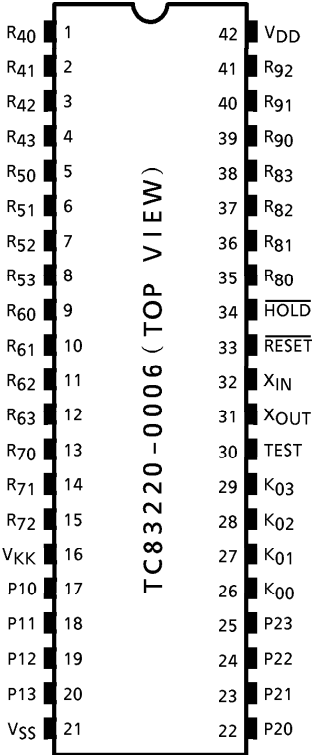 R40 1 42 VDD
R41 2 41 R92
R42 3 40 R91
R43 4 39 R90
R50 5 38 R83
R51 6 37 R82
R52 7 36 R81
R53 8 35 R80
R60 9 34 HOLD
R61 10 33 RESET
R62 11 32 XIN
R63 12 31 XOUT
R70 13 30 TEST
R71 14 29 K03
R72 15 28 K02
VKK 16 27 K01
P10 17 26 K00
P11 18 25 P23
P12 19 24 P22
P13 20 23 P21
VSS 21 22 P20
TC83220-0006 (TOP VIEW)